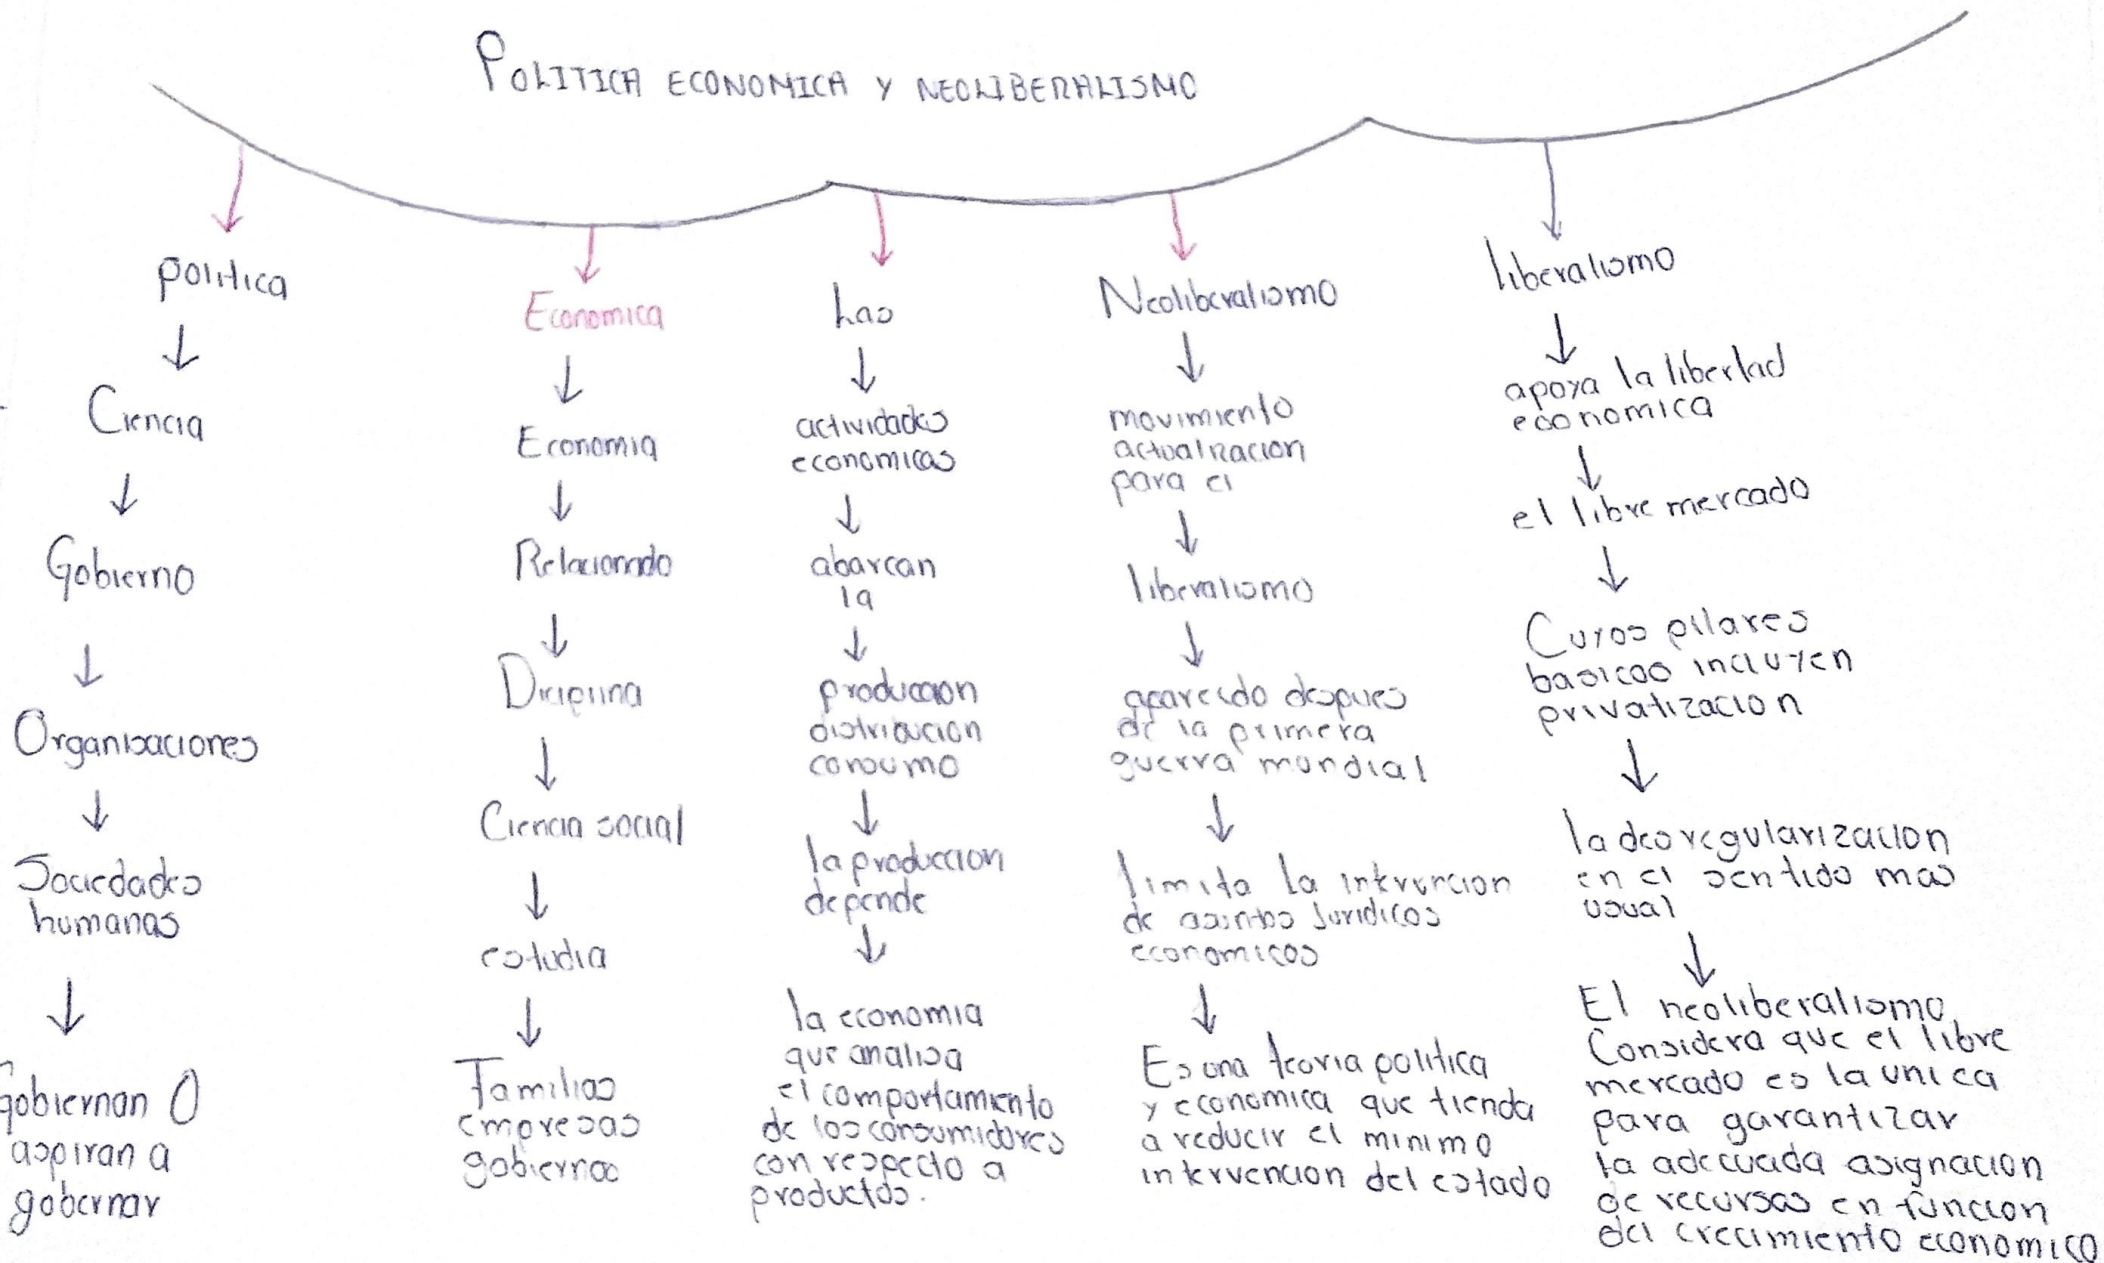 POLITICA ECONOMICA Y NEOLIBERALISMO
politica
Ciencia
Gobierno
Organisaciones
Sociedades
humanas
gobiernan O
aspiran a
gobernar
Economica
Economia
Relacionado
Diciplina
Ciencia social
estudia
Familias
empresas
gobiernos
Las
actividades
economicas
abarcan
la
produccion
distribucion
consumo
la produccion
depende
la economia
que analisa
el comportamiento
de los consumidores
con respecto a
productos.
Neoliberalismo
movimiento
actualizacion
para el
liberalismo
aparecido despues
de la primera
guerra mundial
limita la intervencion
de asuntos Juridicos
economicos
Es una teoria politica
y economica que tienda
a reducir el minimo
intervencion del estado
liberalismo
apoya la libertad
economica
el libre mercado
Cuyos pilares
basicos incluyen
privatizacion
la desregularizacion
en el sentido mas
usual
El neoliberalismo
Considera que el libre
mercado es la unica
para garantizar
la adecuada asignacion
de recursos en funcion
del crecimiento economico